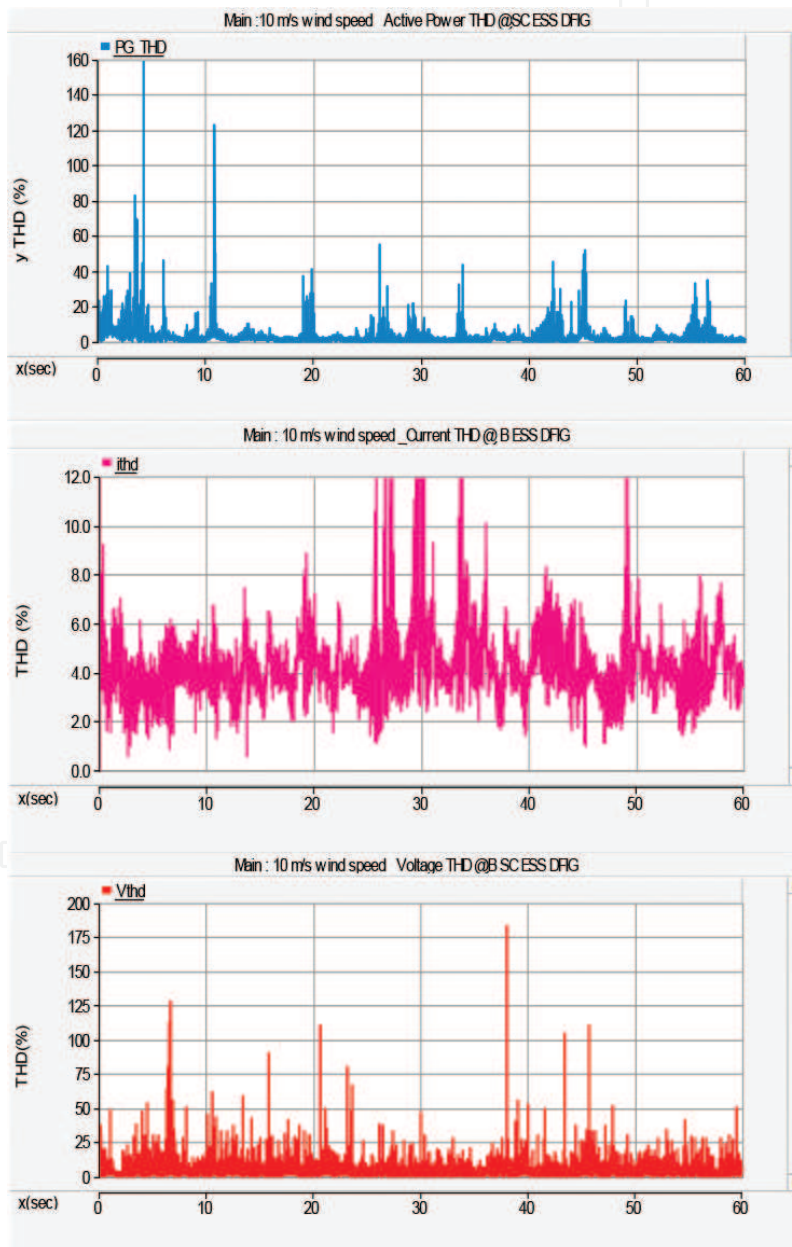 Main :10 m/s wind speed Active Power THD @SC ESS DFIG
PG THD
160
140
120
100
80
60
40
20
0
y THD (%)
x(sec)
0 10 20 30 40 50 60
Main : 10 m/s wind speed _Current THD @ B ESS DFIG
ithd
12.0
10.0
8.0
6.0
4.0
2.0
0.0
THD (%)
x(sec)
0 10 20 30 40 50 60
Main : 10 m/s wind speed Voltage THD @B SC ESS DFIG
Vthd
200
175
150
125
100
75
50
25
0
THD(%)
x(sec)
0 10 20 30 40 50 60